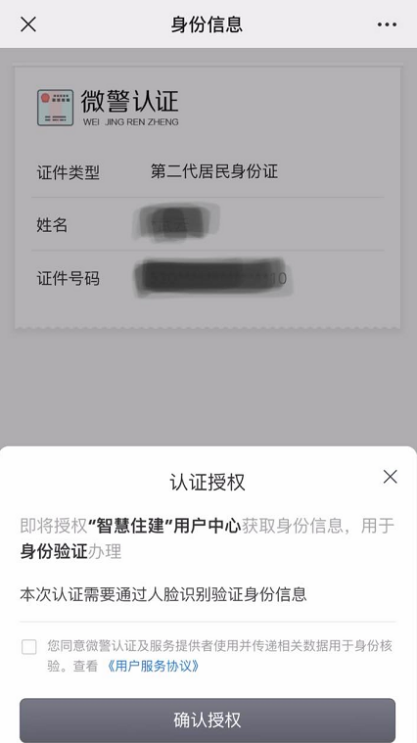 身份信息
微警认证
WEI JING REN ZHENG
证件类型 第二代居民身份证
姓名
证件号码
认证授权
即将授权“智慧住建”用户中心获取身份信息，用于
身份验证办理
本次认证需要通过人脸识别验证身份信息
您同意微警认证及服务提供者使用并传递相关数据用于身份核
验。查看《用户服务协议》
确认授权